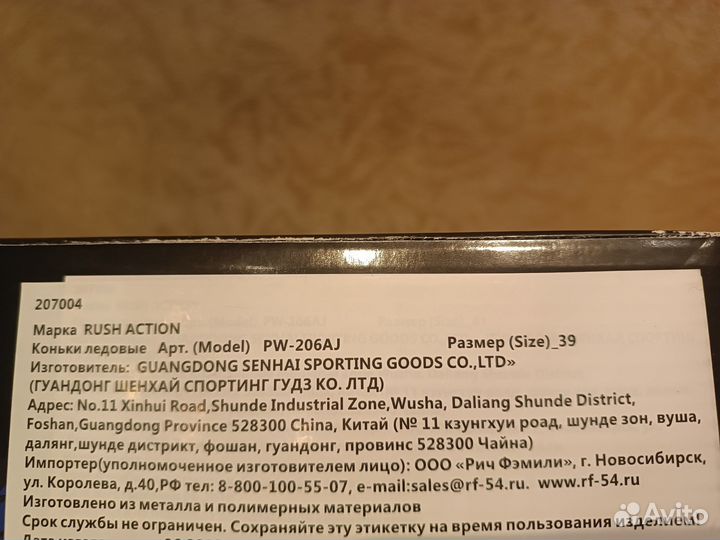 207004
Марка RUSH ACTION
Коньки ледовые Арт. (Model) PW-206AJ Размер (Size)_39
Изготовитель: GUANGDONG SENHAI SPORTING GOODS CO.,LTD»
(ГУАНДОНГ ШЕНХАЙ СПОРТИНГ ГУДЗ КО. ЛТД)
Адрес: No.11 Xinhui Road,Shunde Industrial Zone,Wusha, Daliang Shunde District,
Foshan,Guangdong Province 528300 China, Китай (№ 11 кзунгхуи роад, шунде зон, вуша,
далянг,шунде дистрикт, фошан, гуандонг, провинс 528300 Чайна)
Импортер(уполномоченное изготовителем лицо): ООО «Рич Фэмили», г. Новосибирск,
ул. Королева, д.40,РФ тел: 8-800-100-55-07, e-mail:sales@rf-54.ru. www.rf-54.ru
Изготовлено из металла и полимерных материалов
Срок службы не ограничен. Сохраняйте эту этикетку на время пользования изделием!
Avito